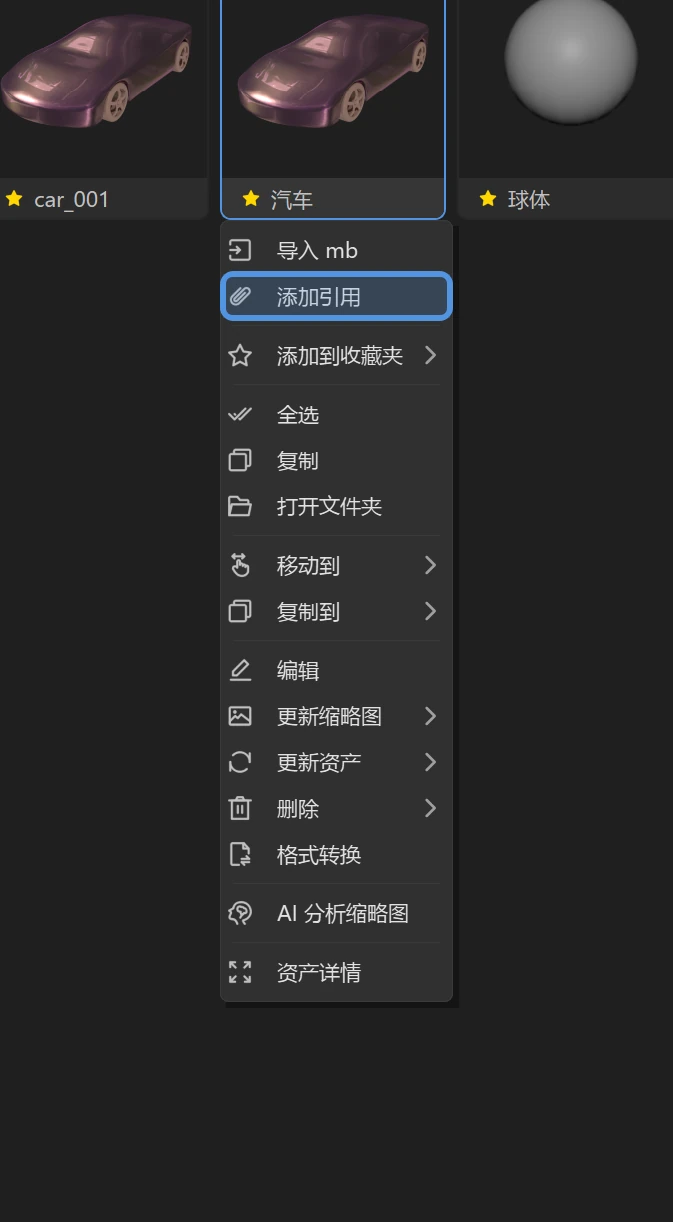 car_001
汽车
球体
导入 mb
添加引用
添加到收藏夹
全选
复制
打开文件夹
移动到
复制到
编辑
更新缩略图
更新资产
删除
格式转换
AI 分析缩略图
资产详情